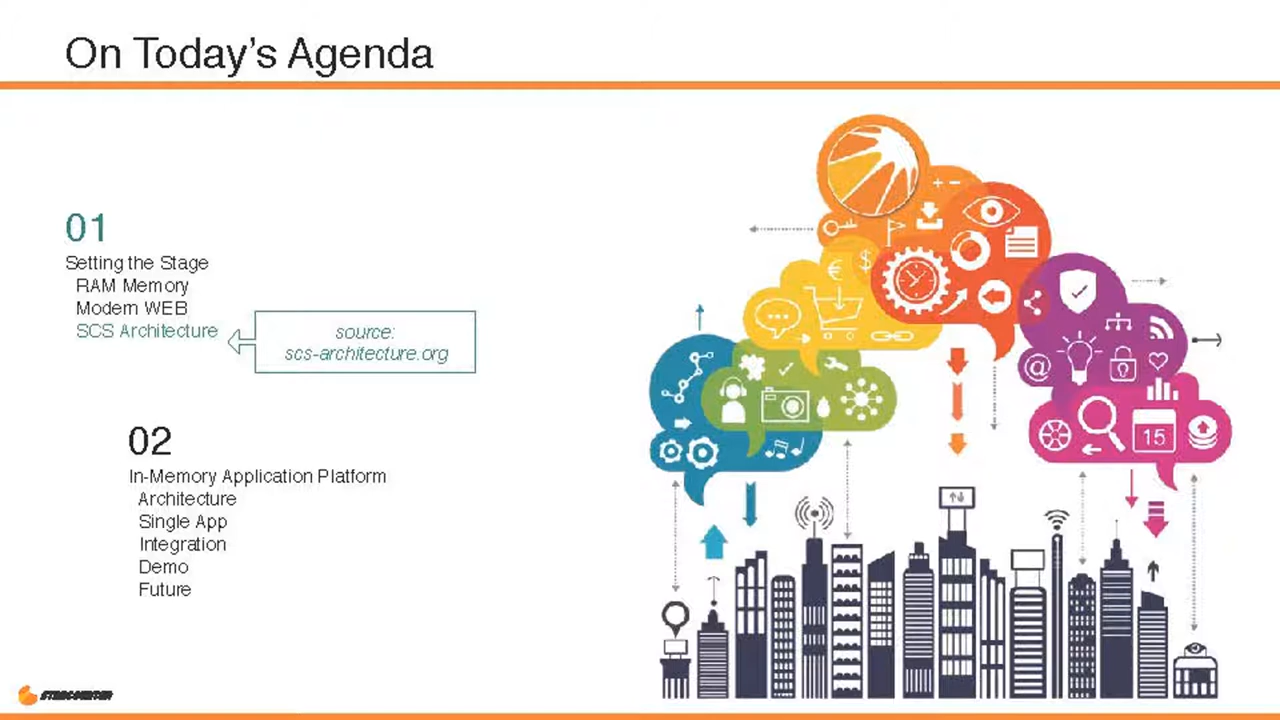 On Today's Agenda
01
Setting the Stage
RAM Memory
Modern WEB
SCS Architecture
source:
scs-architecture.org
02
In-Memory Application Platform
Architecture
Single App
Integration
Demo
Future
15
STARCOUNTER